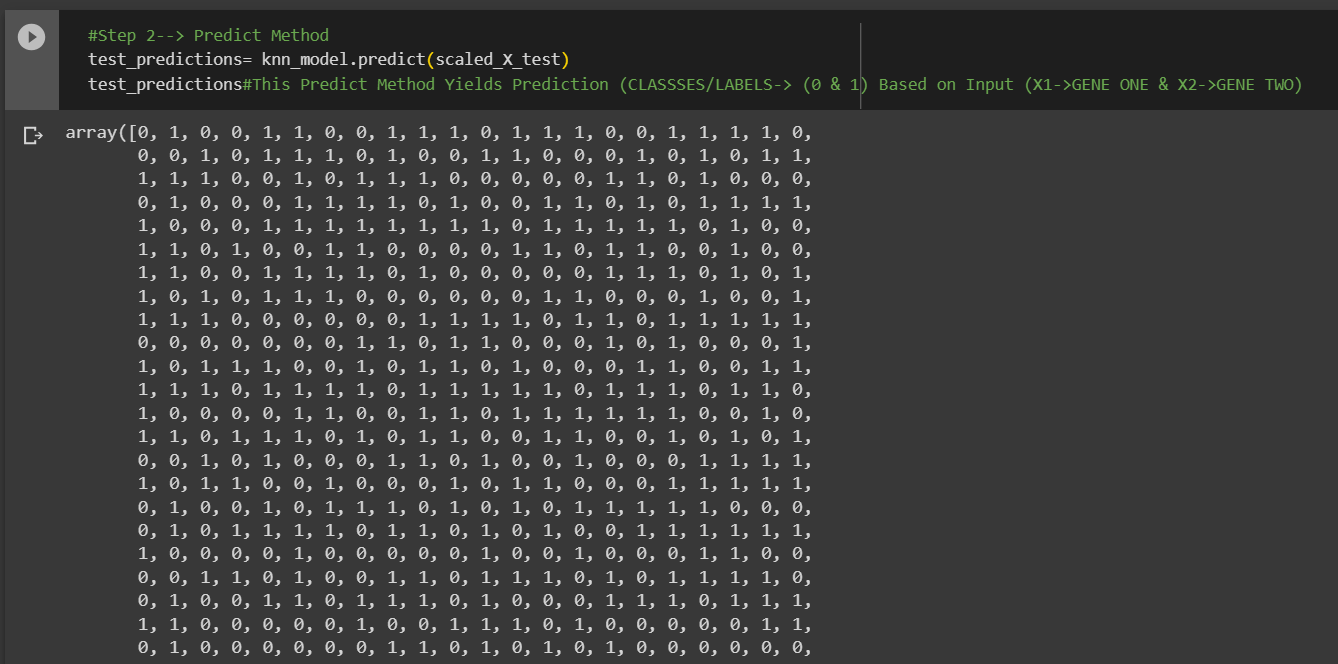 #Step 2--> Predict Method
test_predictions= knn_model.predict(scaled_X_test)
test_predictions#This Predict Method Yields Prediction (CLASSSES/LABELS-> (0 & 1) Based on Input (X1->GENE ONE & X2->GENE TWO)
array([0, 1, 0, 0, 1, 1, 0, 0, 1, 1, 1, 0, 1, 1, 1, 0, 0, 1, 1, 1, 1, 0,
0, 0, 1, 0, 1, 1, 1, 0, 1, 0, 0, 1, 1, 0, 0, 0, 1, 0, 1, 0, 1, 1,
1, 1, 1, 0, 0, 1, 0, 1, 1, 1, 0, 0, 0, 0, 0, 1, 1, 0, 1, 0, 0, 0,
0, 1, 0, 0, 0, 1, 1, 1, 1, 0, 1, 0, 0, 1, 1, 0, 1, 0, 1, 1, 1, 1,
1, 0, 0, 0, 1, 1, 1, 1, 1, 1, 1, 1, 0, 1, 1, 1, 1, 1, 0, 1, 0, 0,
1, 1, 0, 1, 0, 0, 1, 1, 0, 0, 0, 0, 1, 1, 0, 1, 1, 0, 0, 1, 0, 0,
1, 1, 0, 0, 1, 1, 1, 1, 0, 1, 0, 0, 0, 0, 0, 1, 1, 1, 0, 1, 0, 1,
1, 0, 1, 0, 1, 1, 1, 0, 0, 0, 0, 0, 0, 1, 1, 0, 0, 0, 1, 0, 0, 1,
1, 1, 1, 0, 0, 0, 0, 0, 0, 1, 1, 1, 1, 0, 1, 1, 0, 1, 1, 1, 1, 1,
0, 0, 0, 0, 0, 0, 0, 1, 1, 0, 1, 1, 0, 0, 0, 1, 0, 1, 0, 0, 0, 1,
1, 0, 1, 1, 1, 0, 0, 1, 0, 1, 1, 0, 1, 0, 0, 0, 1, 1, 0, 0, 1, 1,
1, 1, 1, 0, 1, 1, 1, 1, 0, 1, 1, 1, 1, 1, 0, 1, 1, 1, 0, 1, 1, 0,
1, 0, 0, 0, 0, 1, 1, 0, 0, 1, 1, 0, 1, 1, 1, 1, 1, 1, 0, 0, 1, 0,
1, 1, 0, 1, 1, 1, 0, 1, 0, 1, 1, 0, 0, 1, 1, 0, 0, 1, 0, 1, 0, 1,
0, 0, 1, 0, 1, 0, 0, 0, 1, 1, 0, 1, 0, 0, 1, 0, 0, 0, 1, 1, 1, 1,
1, 0, 1, 1, 0, 0, 1, 0, 0, 0, 1, 0, 1, 1, 0, 0, 0, 1, 1, 1, 1, 1,
0, 1, 0, 0, 1, 0, 1, 1, 1, 0, 1, 0, 1, 0, 1, 1, 1, 1, 1, 0, 0, 0,
0, 1, 0, 1, 1, 1, 1, 0, 1, 1, 0, 1, 0, 1, 0, 0, 1, 1, 1, 1, 1, 1,
1, 0, 0, 0, 0, 1, 0, 0, 0, 0, 0, 1, 0, 0, 1, 0, 0, 0, 1, 1, 0, 0,
0, 0, 1, 1, 0, 1, 0, 0, 1, 1, 0, 1, 1, 1, 0, 1, 0, 1, 1, 1, 1, 0,
0, 1, 0, 0, 1, 1, 0, 1, 1, 1, 0, 1, 0, 0, 0, 1, 1, 1, 0, 1, 1, 1,
1, 1, 0, 0, 0, 0, 0, 1, 0, 0, 1, 1, 1, 0, 1, 0, 0, 0, 0, 0, 1, 1,
0, 1, 0, 0, 0, 0, 0, 0, 1, 1, 0, 1, 0, 1, 0, 1, 0, 0, 0, 0, 0, 0,